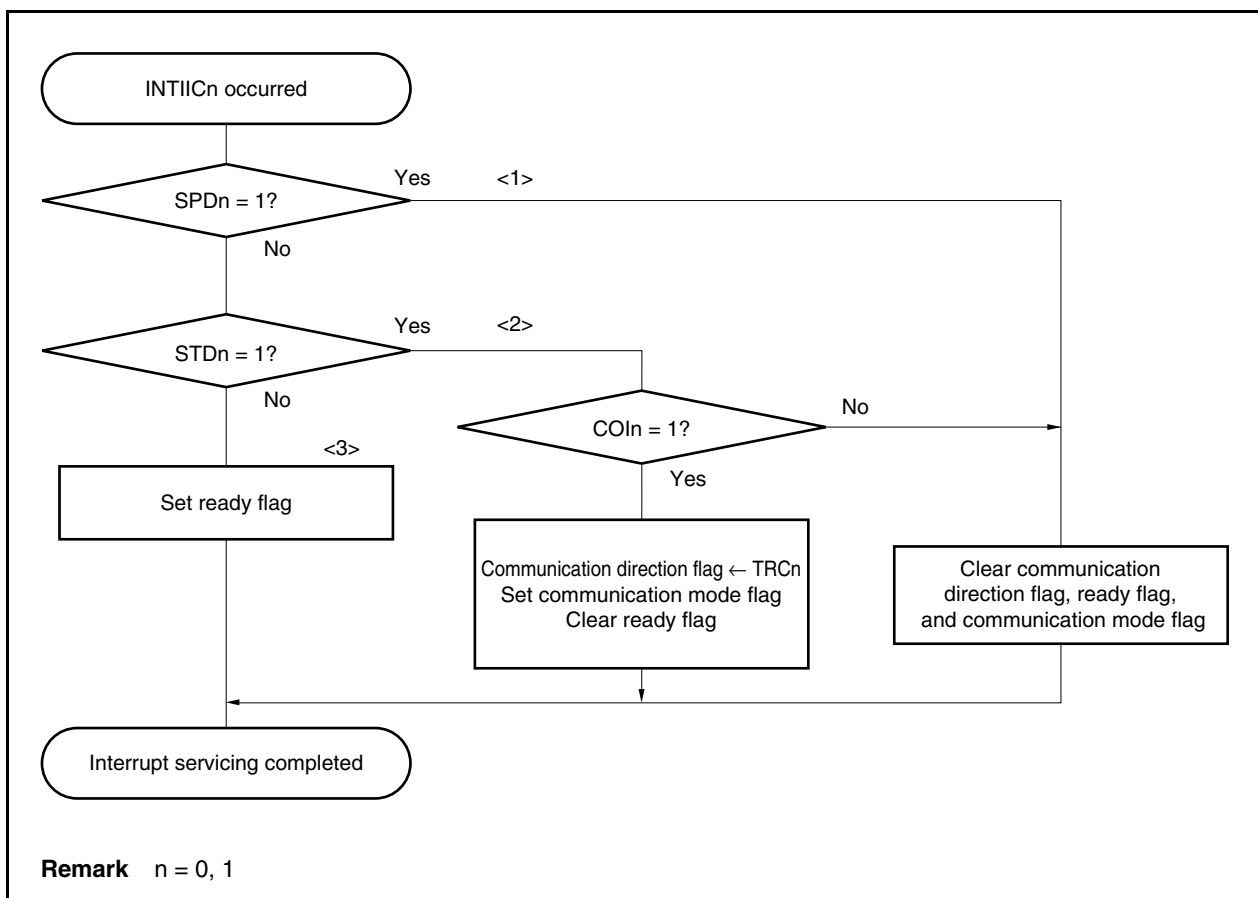 INTIICn occurred
Yes <1>
SPDn = 1?
No
Yes <2>
STDn = 1?
No
COIn = 1?
No
Yes
<3>
Set ready flag
Communication direction flag ← TRCn
Set communication mode flag
Clear ready flag
Clear communication
direction flag, ready flag,
and communication mode flag
Interrupt servicing completed
Remark n = 0, 1